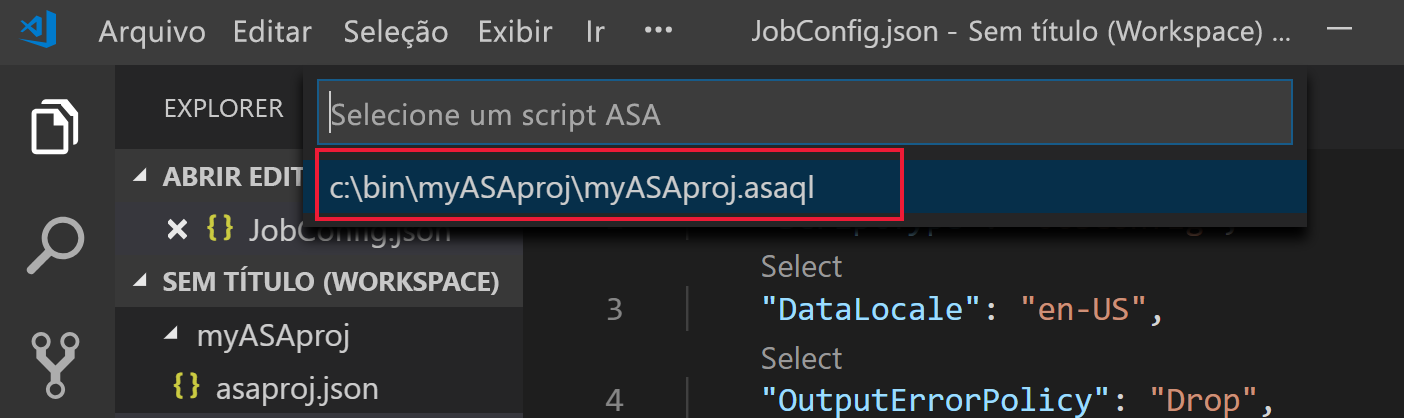 Arquivo Editar Seleção Exibir Ir ••• JobConfig.json - Sem título (Workspace) ...
EXPLORER
Selecione um script ASA
c:\bin\myASAproj\myASAproj.asaql
ABRIR EDIT
{ } JobConfig.json
SEM TÍTULO (WORKSPACE)
myASAproj
{ } asaproj.json
Select
3 "DataLocale": "en-US",
Select
4 "OutputErrorPolicy": "Drop",